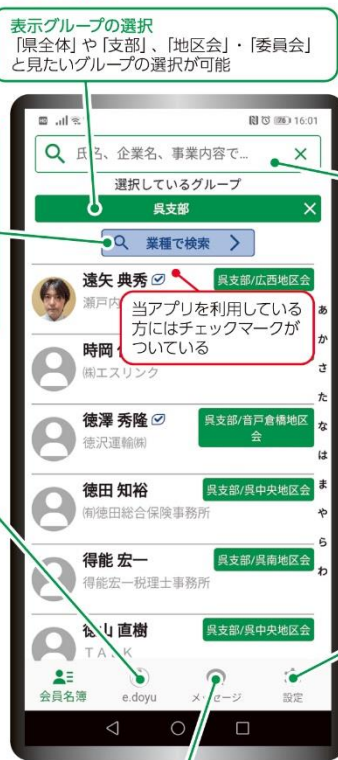 表示グループの選択
「県全体」や「支部」、「地区会」・「委員会」
と見たいグループの選択が可能
16:01
氏名、企業名、事業内容で...
選択しているグループ
呉支部
業種で検索
遠矢 典秀
呉支部/広西地区会
瀬戸内
当アプリを利用している
方にはチェックマークが
ついている
時岡
㈱エスリンク
徳澤 秀隆
呉支部/音戸倉橋地区
会
徳沢運輸㈱
徳田 知裕
呉支部/呉中央地区会
㈲徳田総合保険事務所
得能 宏一
呉支部/呉南地区会
得能宏一税理士事務所
徳山 直樹
呉支部/呉中央地区会
TASK
あ
か
さ
た
な
は
ま
や
ら
わ
会員名簿
e.doyu
メッセージ
設定